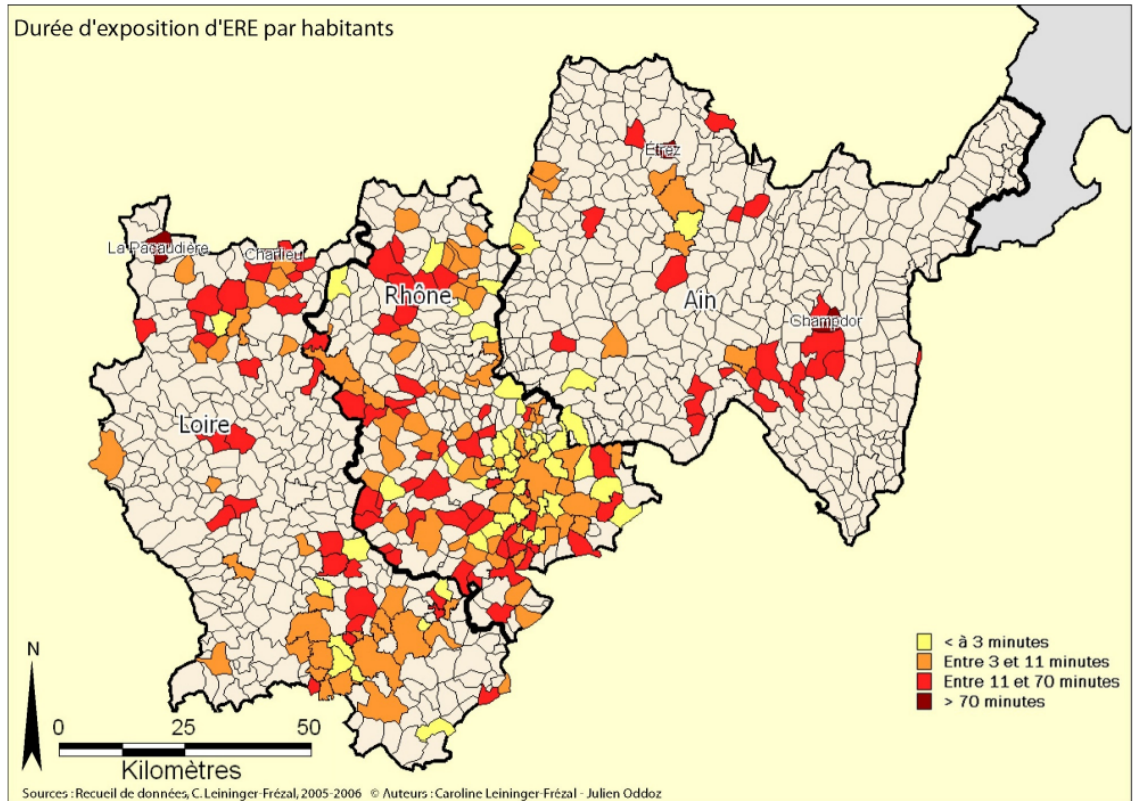 Durée d'exposition d'ERE par habitants
Étrez
La Pacaudière
Charlieu
Rhône
Ain
Champdor
Loire
N
< à 3 minutes
Entre 3 et 11 minutes
Entre 11 et 70 minutes
> 70 minutes
0 25 50
Kilomètres
Sources : Recueil de données, C. Leininger-Frézal, 2005-2006 © Auteurs : Caroline Leininger-Frézal - Julien Oddoz